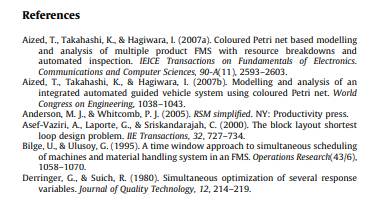 References
Aized, T., Takahashi, K., & Hagiwara, I. (2007a). Coloured Petri net based modelling
and analysis of multiple product FMS with resource breakdowns and
automated inspection. IEICE Transactions on Fundamentals of Electronics.
Communications and Computer Sciences, 90-A(11), 2593–2603.
Aized, T., Takahashi, K., & Hagiwara, I. (2007b). Modelling and analysis of an
integrated automated guided vehicle system using coloured Petri net. World
Congress on Engineering, 1038–1043.
Anderson, M. J., & Whitcomb, P. J. (2005). RSM simplified. NY: Productivity press.
Asef-Vaziri, A., Laporte, G., & Sriskandarajah, C. (2000). The block layout shortest
loop design problem. IIE Transactions, 32, 727–734.
Bilge, U., & Ulusoy, G. (1995). A time window approach to simultaneous scheduling
of machines and material handling system in an FMS. Operations Research(43/6),
1058–1070.
Derringer, G., & Suich, R. (1980). Simultaneous optimization of several response
variables. Journal of Quality Technology, 12, 214–219.